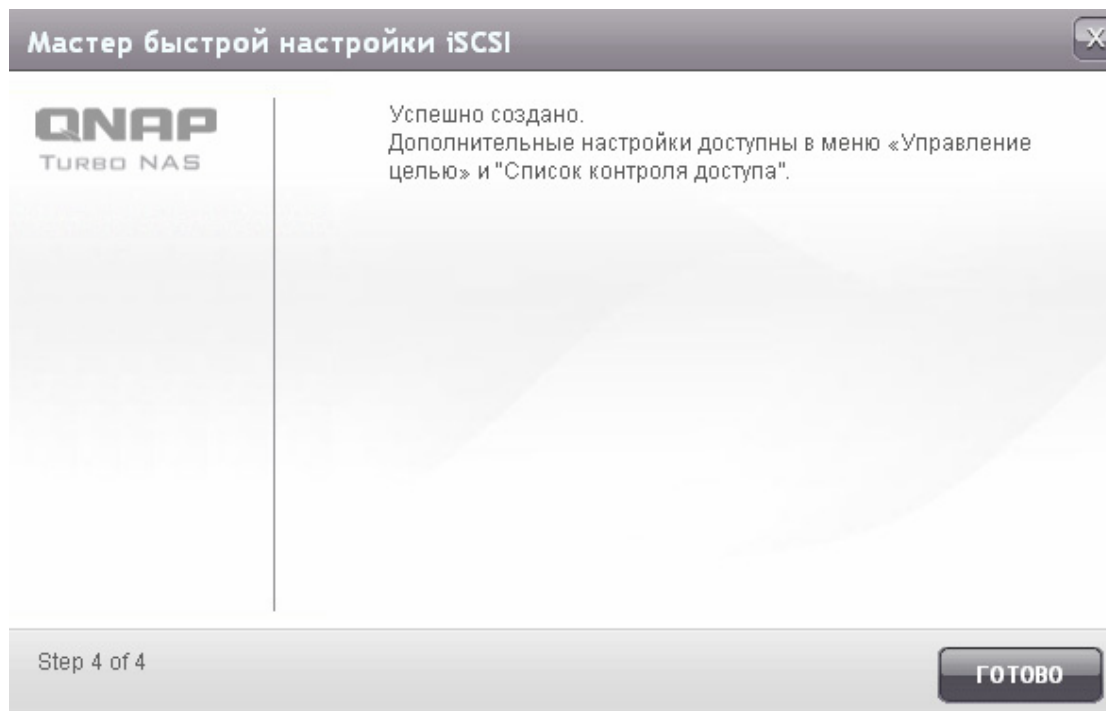 Мастер быстрой настройки iSCSI
X
QNAP
TURBO NAS
Успешно создано.
Дополнительные настройки доступны в меню «Управление
целью» и "Список контроля доступа".
Step 4 of 4
ГОТОВО